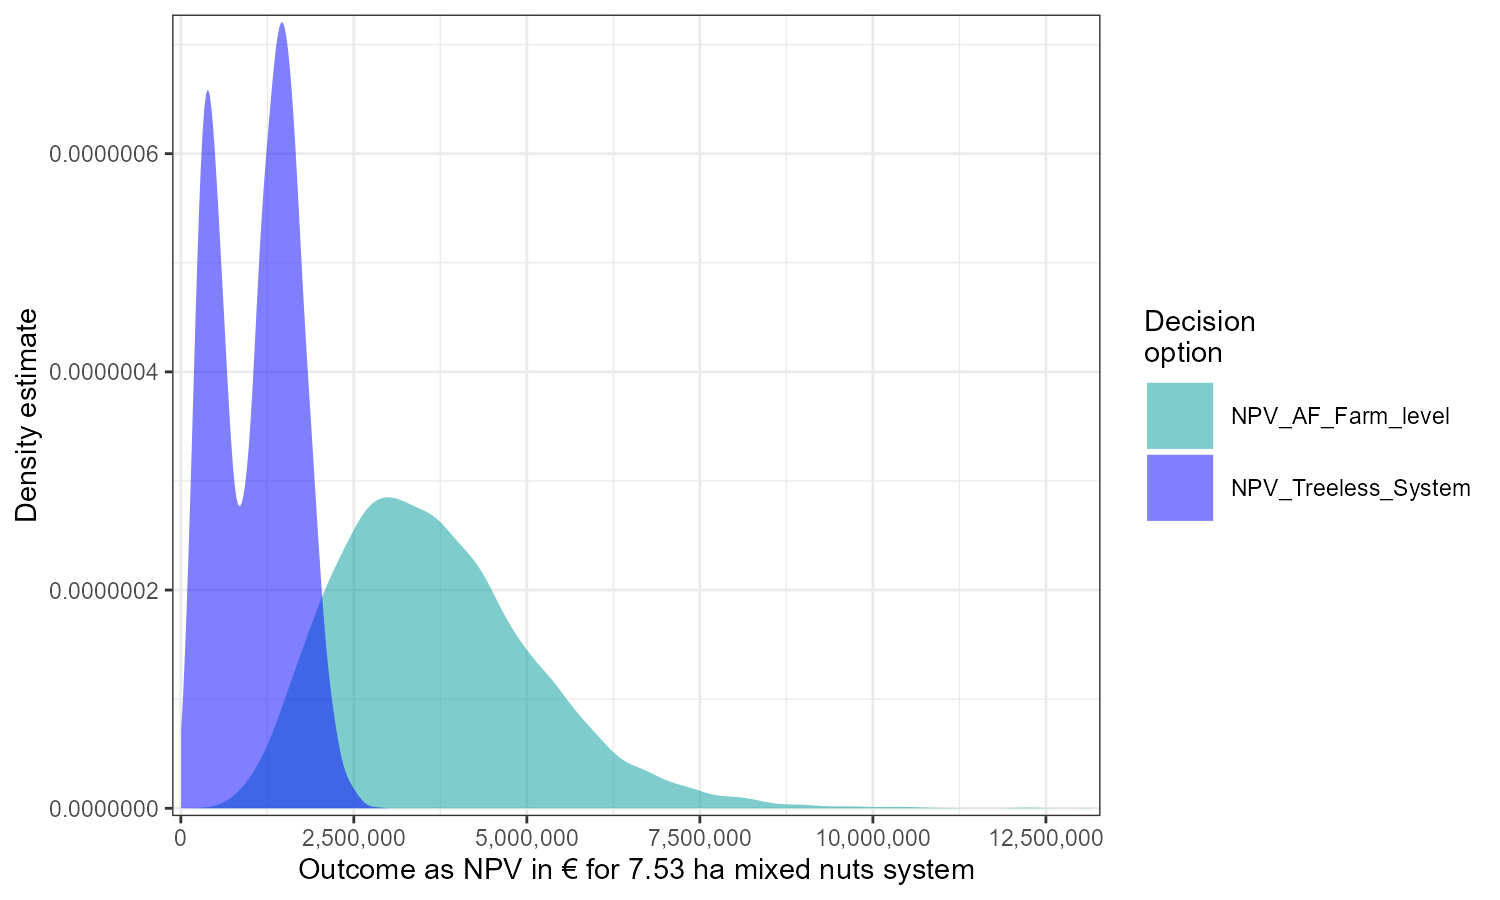 Density estimate
0.0000006
0.0000004
0.0000002
0.0000000
0
2,500,000
5,000,000
7,500,000
10,000,000
12,500,000
Outcome as NPV in € for 7.53 ha mixed nuts system
Decision
option
NPV_AF_Farm_level
NPV_Treeless_System